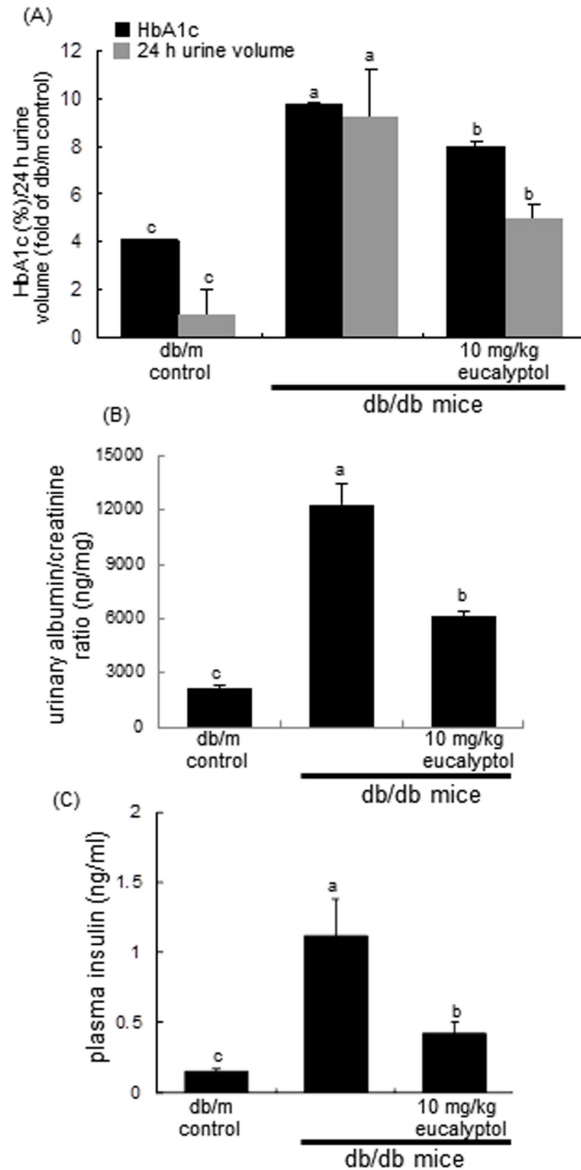 (A)
HbA1c
24 h urine volume
HbA1c (%)/24 h urine
volume (fold of db/m control)
12
10
8
6
4
2
0
c
c
a
a
b
b
db/m
control
10 mg/kg
eucalyptol
db/db mice
(B)
urinary albumin/creatinine
ratio (ng/mg)
15000
12000
9000
6000
3000
0
c
a
b
db/m
control
10 mg/kg
eucalyptol
db/db mice
(C)
plasma insulin (ng/ml)
2
1.5
1
0.5
0
c
a
b
db/m
control
10 mg/kg
eucalyptol
db/db mice